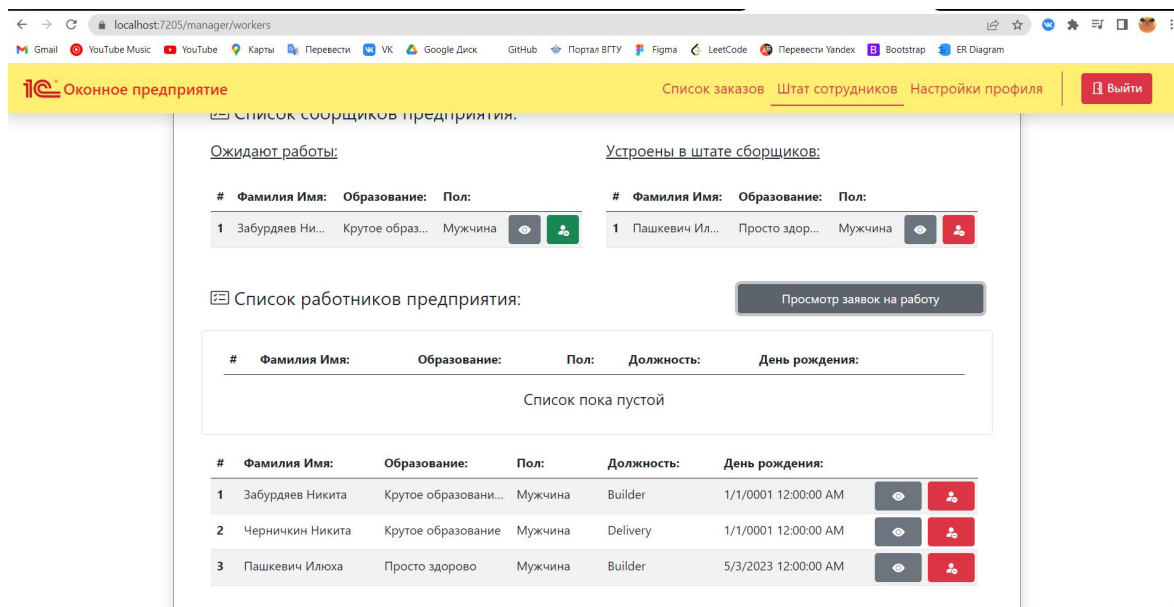 localhost:7205/manager/workers
Gmail YouTube Music YouTube Карты Перевести VK Google Диск GitHub Портал ВГТУ Figma LeetCode Перевести Yandex Bootstrap ER Diagram
1С Оконное предприятие Список заказов Штат сотрудников Настройки профиля Выйти
Список сборщиков предприятия:
Ожидают работы: Устроены в штате сборщиков:
# Фамилия Имя: Образование: Пол: # Фамилия Имя: Образование: Пол:
1 Забурдяев Ни... Крутое образ... Мужчина 1 Пашкевич Ил... Просто здор... Мужчина
Список работников предприятия: Просмотр заявок на работу
# Фамилия Имя: Образование: Пол: Должность: День рождения:
Список пока пустой
# Фамилия Имя: Образование: Пол: Должность: День рождения:
1 Забурдяев Никита Крутое образовани... Мужчина Builder 1/1/0001 12:00:00 AM
2 Черничкин Никита Крутое образование Мужчина Delivery 1/1/0001 12:00:00 AM
3 Пашкевич Илюха Просто здорово Мужчина Builder 5/3/2023 12:00:00 AM